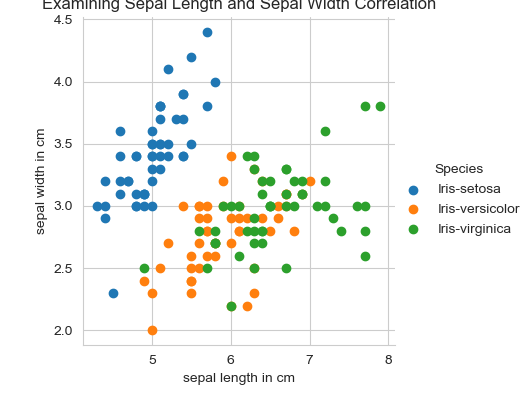 Examining Sepal Length and Sepal Width Correlation
4.5
4.0
3.5
3.0
2.5
2.0
sepal width in cm
5
6
7
8
sepal length in cm
Species
Iris-setosa
Iris-versicolor
Iris-virginica